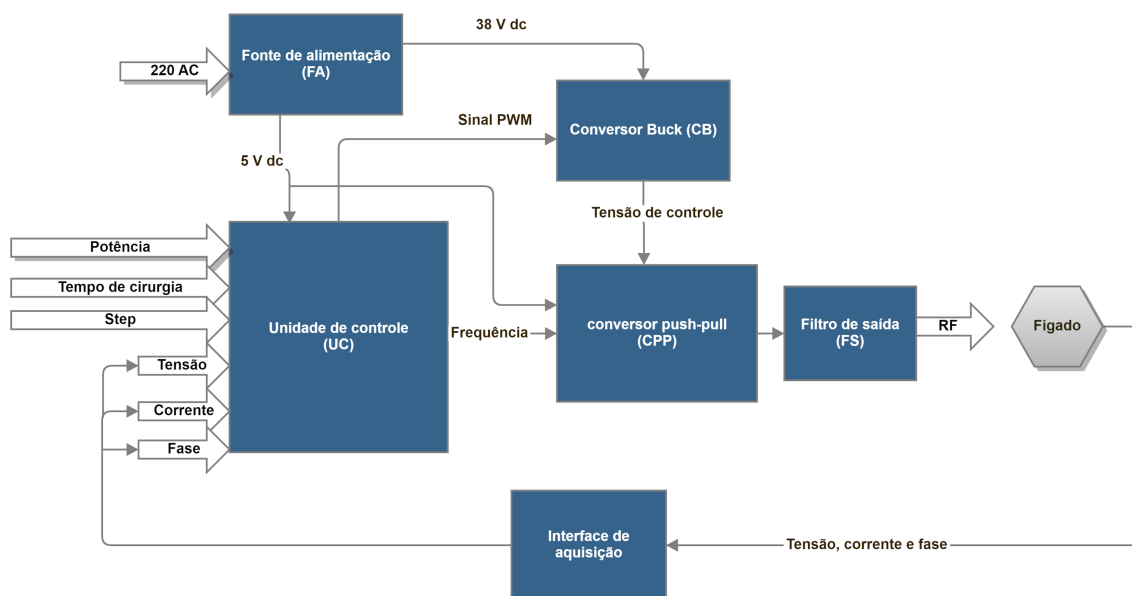 38 V dc
Fonte de alimentação
(FA)
220 AC
Sinal PWM
Conversor Buck (CB)
5 V dc
Tensão de controle
Potência
Tempo de cirurgia
Step
Unidade de controle
(UC)
Frequência
conversor push-pull
(CPP)
Filtro de saída
(FS)
RF
Figado
Tensão
Corrente
Fase
Interface de
aquisição
Tensão, corrente e fase